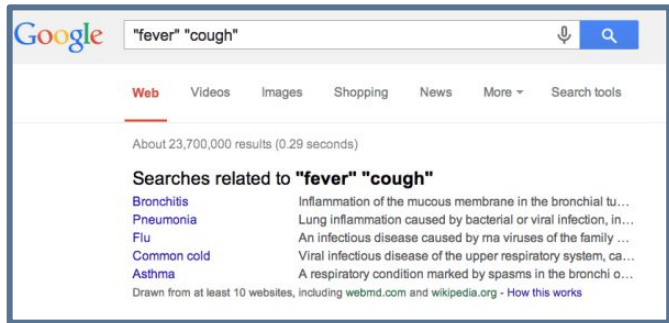 Google "fever" "cough"
Web Videos Images Shopping News More Search tools
About 23,700,000 results (0.29 seconds)
Searches related to "fever" "cough"
Bronchitis Inflammation of the mucous membrane in the bronchial tu...
Pneumonia Lung inflammation caused by bacterial or viral infection, in...
Flu An infectious disease caused by rna viruses of the family ...
Common cold Viral infectious disease of the upper respiratory system, ca...
Asthma A respiratory condition marked by spasms in the bronchi o...
Drawn from at least 10 websites, including webmd.com and wikipedia.org - How this works